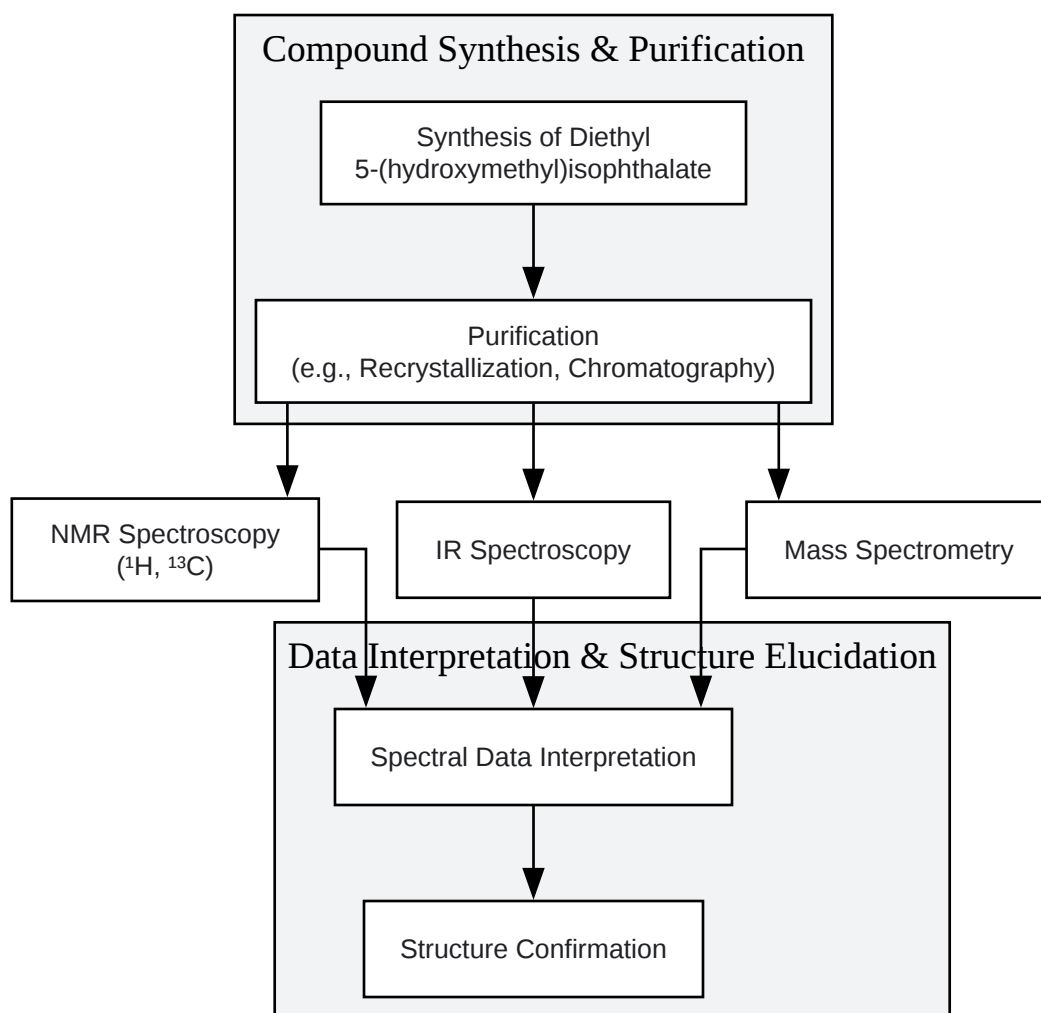 Compound Synthesis & Purification
Synthesis of Diethyl
5-(hydroxymethyl)isophthalate
Purification
(e.g., Recrystallization, Chromatography)
NMR Spectroscopy
(¹H, ¹³C)
IR Spectroscopy
Mass Spectrometry
Data Interpretation & Structure Elucidation
Spectral Data Interpretation
Structure Confirmation